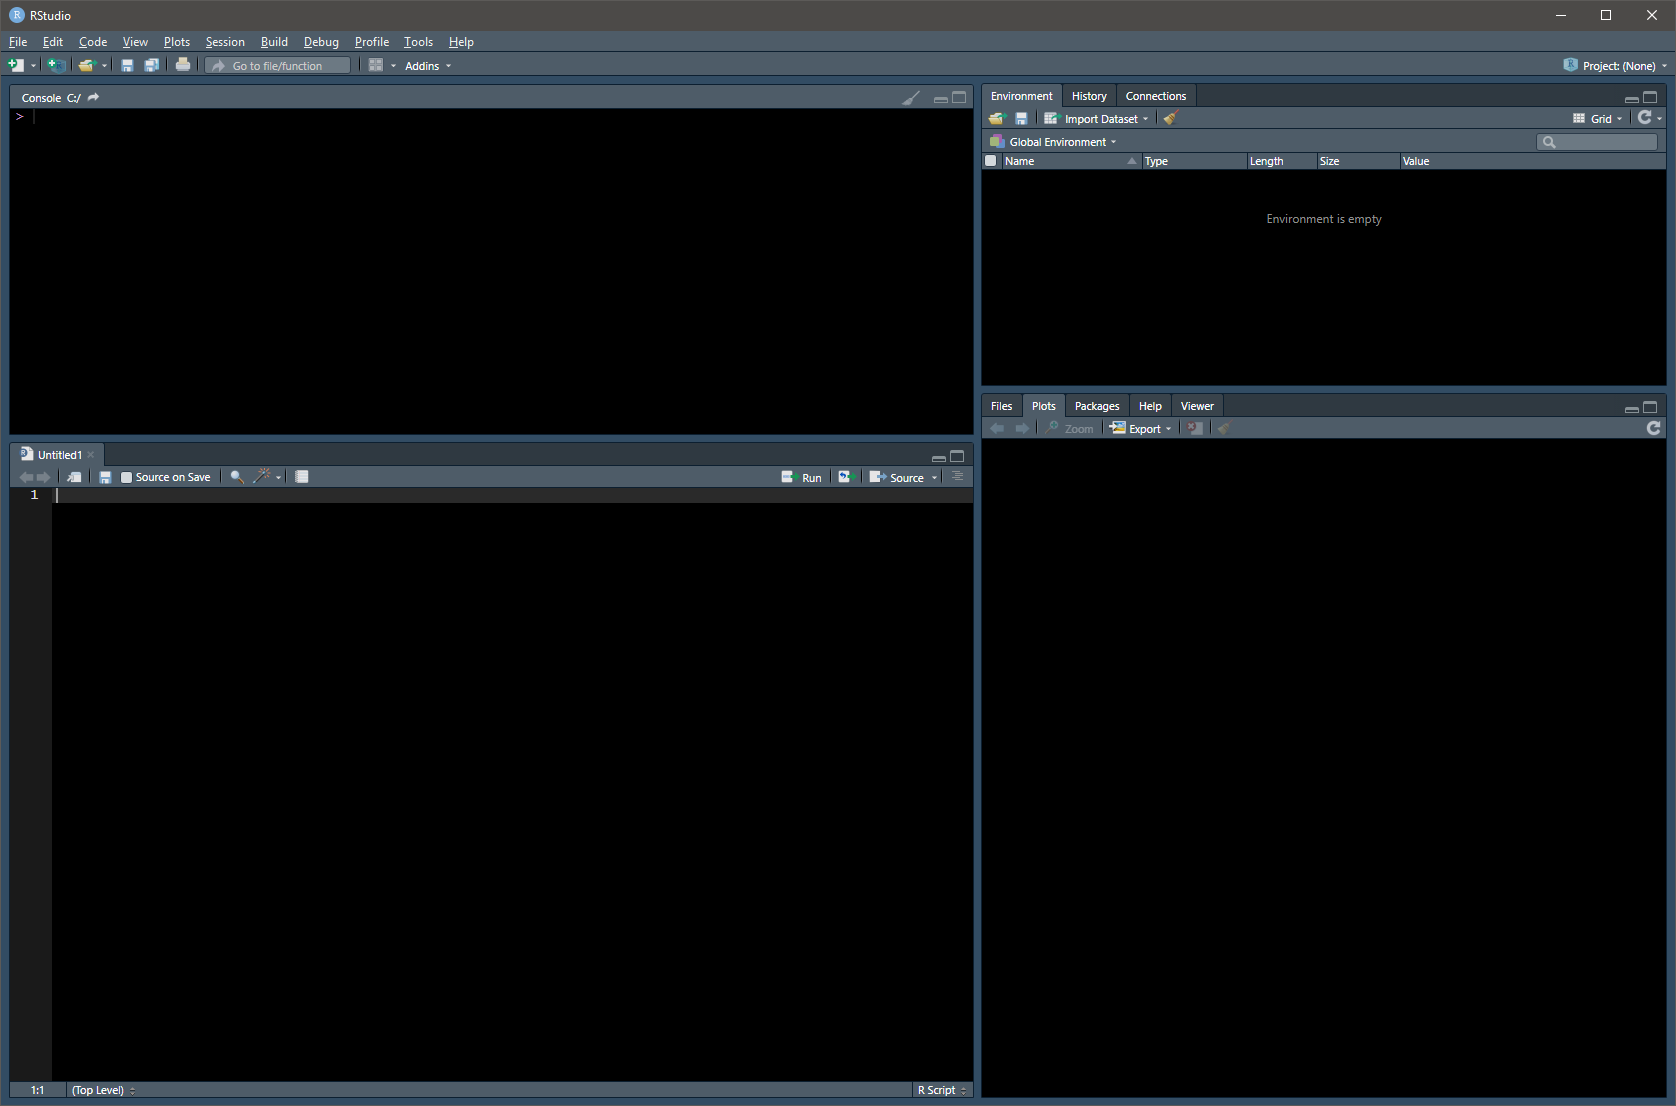 RStudio
File Edit Code View Plots Session Build Debug Profile Tools Help
Go to file/function Addins Project: (None)
Console C:/
>
Environment History Connections
Import Dataset Grid
Global Environment
Name Type Length Size Value
Environment is empty
Files Plots Packages Help Viewer
Zoom Export
Untitled1
Source on Save Run Source
1
1:1 (Top Level) R Script